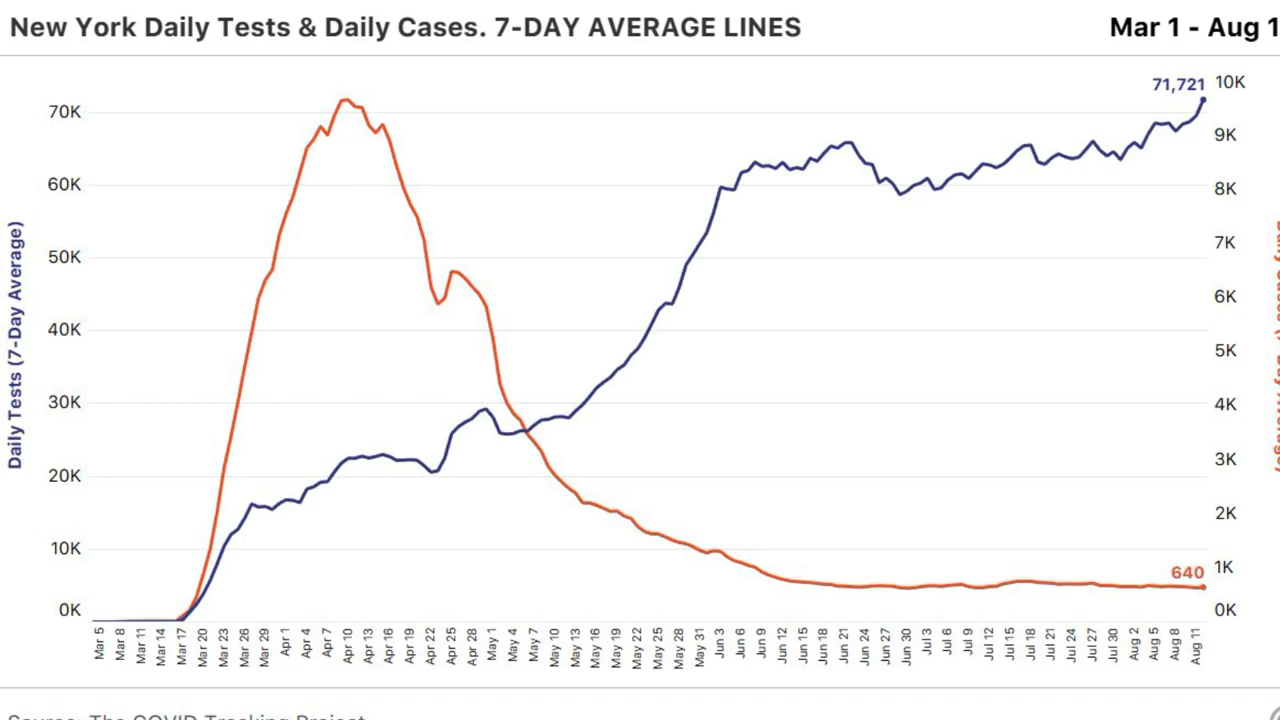 New York Daily Tests & Daily Cases. 7-DAY AVERAGE LINES
Mar 1 - Aug 1
71,721
10K
70K
9K
60K
8K
50K
7K
6K
40K
5K
30K
4K
20K
3K
2K
10K
1K
640
0K
0K
Daily Tests (7-Day Average)
Mar 5 Mar 8 Mar 11 Mar 14 Mar 17 Mar 20 Mar 23 Mar 26 Mar 29 Apr 1 Apr 4 Apr 7 Apr 10 Apr 13 Apr 16 Apr 19 Apr 22 Apr 25 Apr 28 May 1 May 4 May 7 May 10 May 13 May 16 May 19 May 22 May 25 May 28 May 31 Jun 3 Jun 6 Jun 9 Jun 12 Jun 15 Jun 18 Jun 21 Jun 24 Jun 27 Jun 30 Jul 3 Jul 6 Jul 9 Jul 12 Jul 15 Jul 18 Jul 21 Jul 24 Jul 27 Jul 30 Aug 2 Aug 5 Aug 8 Aug 11
Source: The COVID Tracking Project